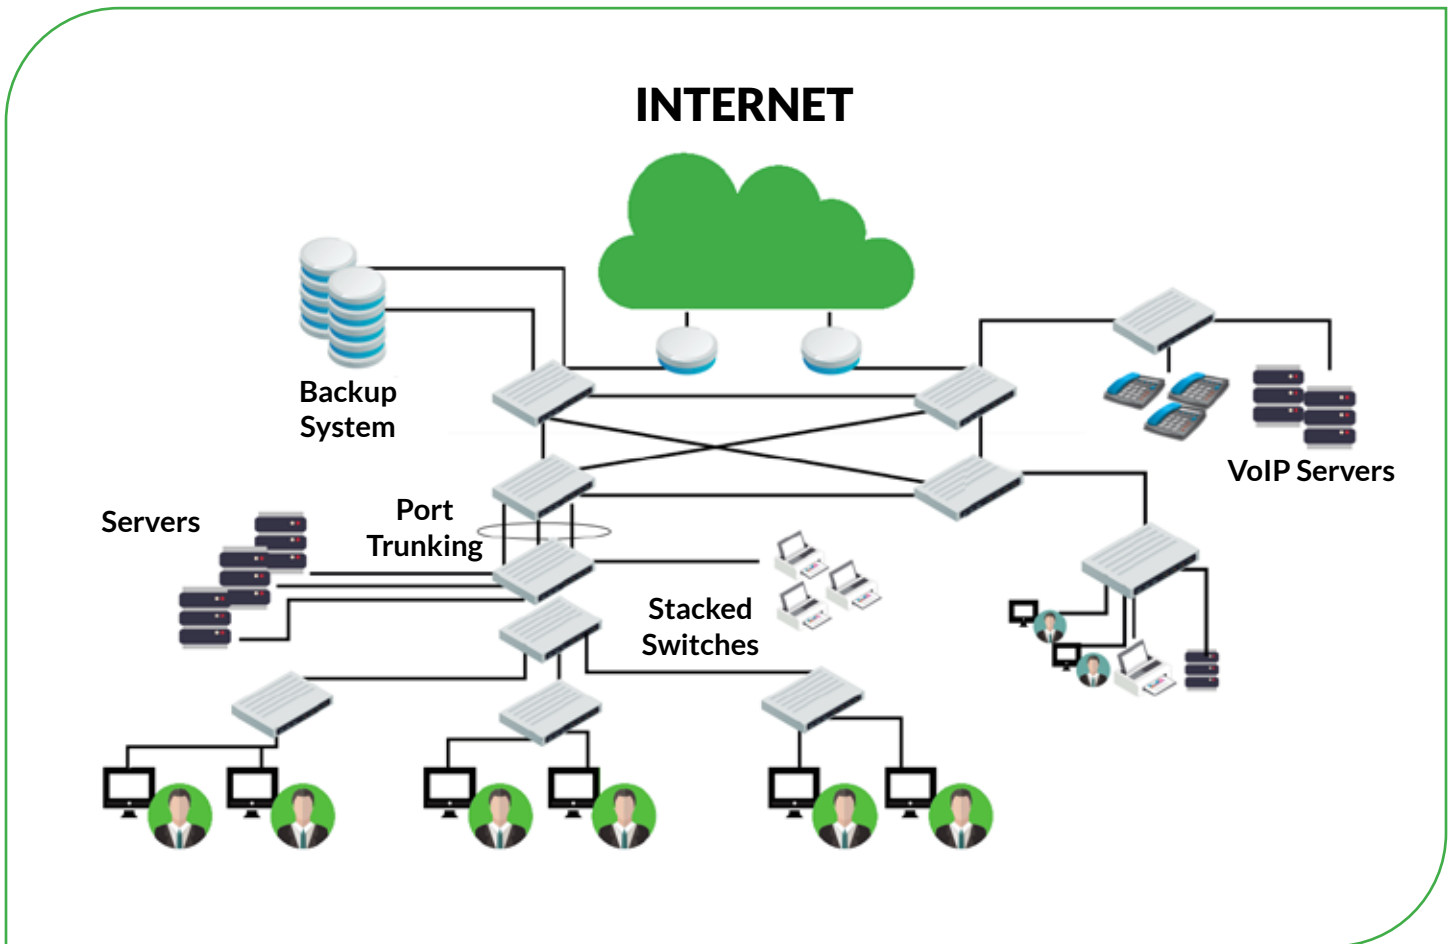 INTERNET
Backup
System
VoIP Servers
Servers
Port
Trunking
Stacked
Switches